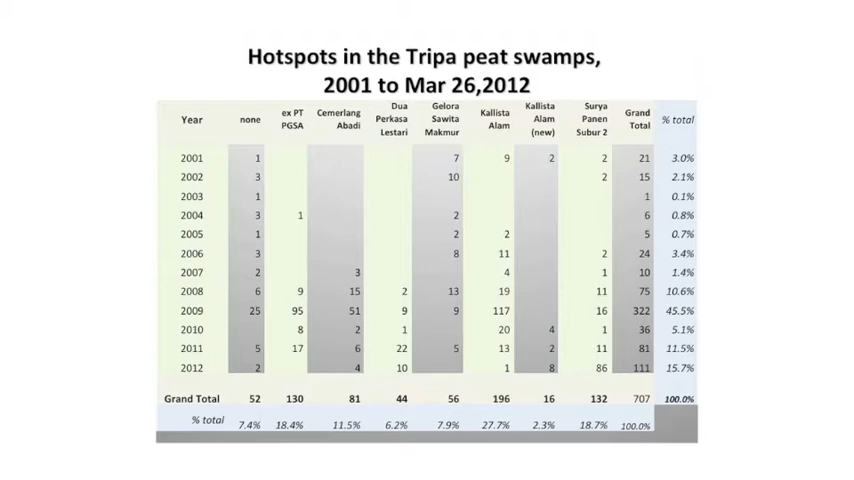 Hotspots in the Tripa peat swamps,
2001 to Mar 26,2012
Year none ex PT PGSA Cemerlang Abadi Dua Perkasa Lestari Gelora Sawita Makmur Kallista Alam Kallista Alam (new) Surya Panen Subur 2 Grand Total % total
2001 1 7 9 2 2 21 3.0%
2002 3 10 2 15 2.1%
2003 1 1 0.1%
2004 3 1 2 6 0.8%
2005 1 2 2 5 0.7%
2006 3 8 11 2 24 3.4%
2007 2 3 4 1 10 1.4%
2008 6 9 15 2 13 19 11 75 10.6%
2009 25 95 51 9 9 117 16 322 45.5%
2010 8 2 1 20 4 1 36 5.1%
2011 5 17 6 22 5 13 2 11 81 11.5%
2012 2 4 10 1 8 86 111 15.7%
Grand Total 52 130 81 44 56 196 16 132 707 100.0%
% total 7.4% 18.4% 11.5% 6.2% 7.9% 27.7% 2.3% 18.7% 100.0%